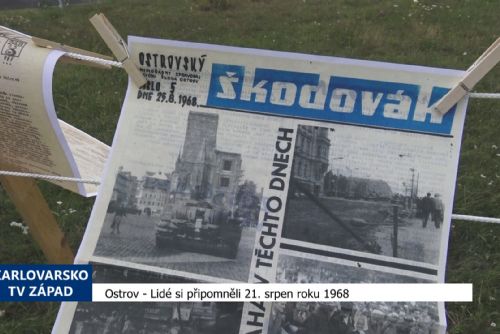 OSTROVSKÝ
ČÍSLO 5
DNE 25.8.1968
škodovák
V TĚCHTO DNECH
KARLOVARSKO
TV ZÁPAD
Ostrov - Lidé si připomněli 21. srpen roku 1968